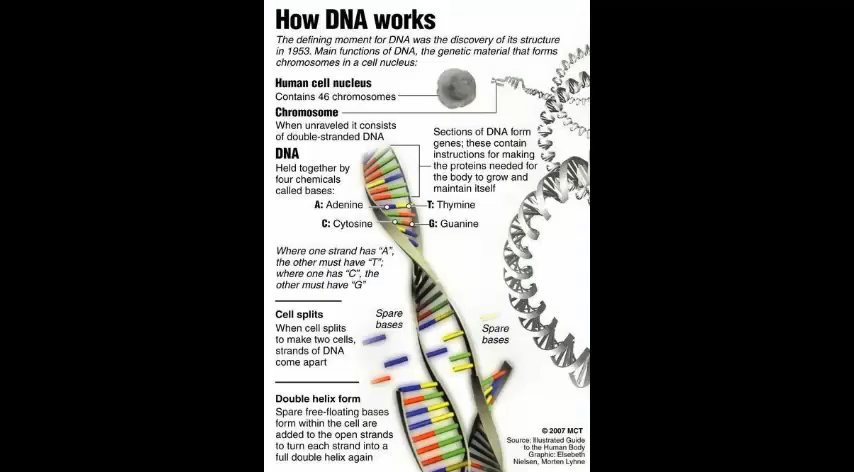 How DNA works
The defining moment for DNA was the discovery of its structure
in 1953. Main functions of DNA, the genetic material that forms
chromosomes in a cell nucleus:
Human cell nucleus
Contains 46 chromosomes
Chromosome
When unraveled it consists
of double-stranded DNA
Sections of DNA form
genes; these contain
instructions for making
the proteins needed for
the body to grow and
maintain itself
DNA
Held together by
four chemicals
called bases:
A: Adenine
T: Thymine
C: Cytosine
G: Guanine
Where one strand has “A”,
the other must have “T”;
where one has “C”, the
other must have “G”
Cell splits
When cell splits
to make two cells,
strands of DNA
come apart
Spare
bases
Spare
bases
Double helix form
Spare free-floating bases
form within the cell are
added to the open strands
to turn each strand into a
full double helix again
© 2007 MCT
Source: Illustrated Guide
to the Human Body
Graphic: Elsebeth
Nielsen, Morten Lyhne